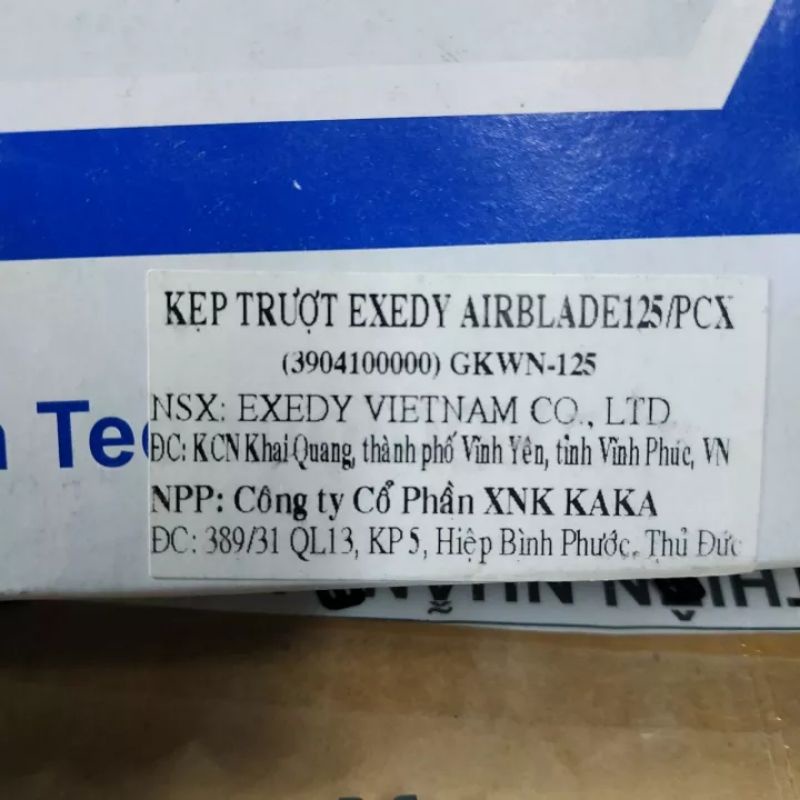 KẸP TRƯỢT EXEDY AIRBLADE125/PCX
(3904100000) GKWN-125
NSX: EXEDY VIETNAM CO., LTD
ĐC: KCN Khai Quang, thành phố Vĩnh Yên, tỉnh Vĩnh Phúc, VN
NPP: Công ty Cổ Phần XNK KAKA
ĐC: 389/31 QL13, KP 5, Hiệp Bình Phước, Thủ Đức